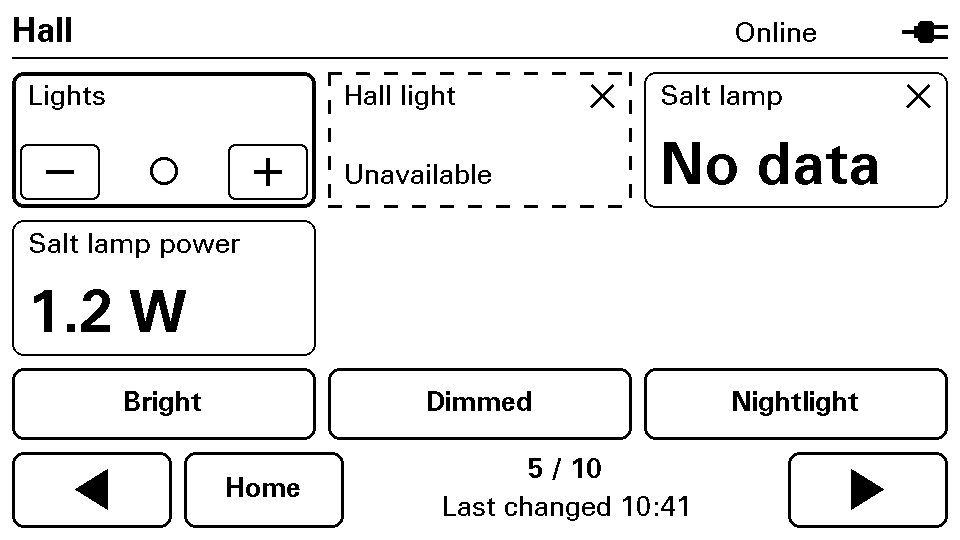 Hall
Online
Lights
− +
Hall light
Unavailable
Salt lamp
No data
Salt lamp power
1.2 W
Bright
Dimmed
Nightlight
Home
5 / 10
Last changed 10:41